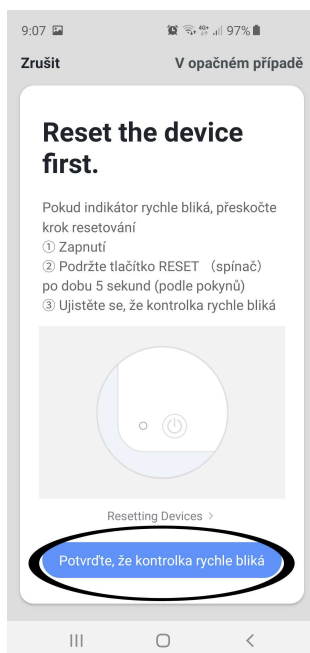 9:07 4G+ 97%
Zrušit V opačném případě
Reset the device
first.
Pokud indikátor rychle bliká, přeskočte
krok resetování
① Zapnutí
② Podržte tlačítko RESET （spínač）
po dobu 5 sekund (podle pokynů)
③ Ujistěte se, že kontrolka rychle bliká
Resetting Devices >
Potvrďte, že kontrolka rychle bliká